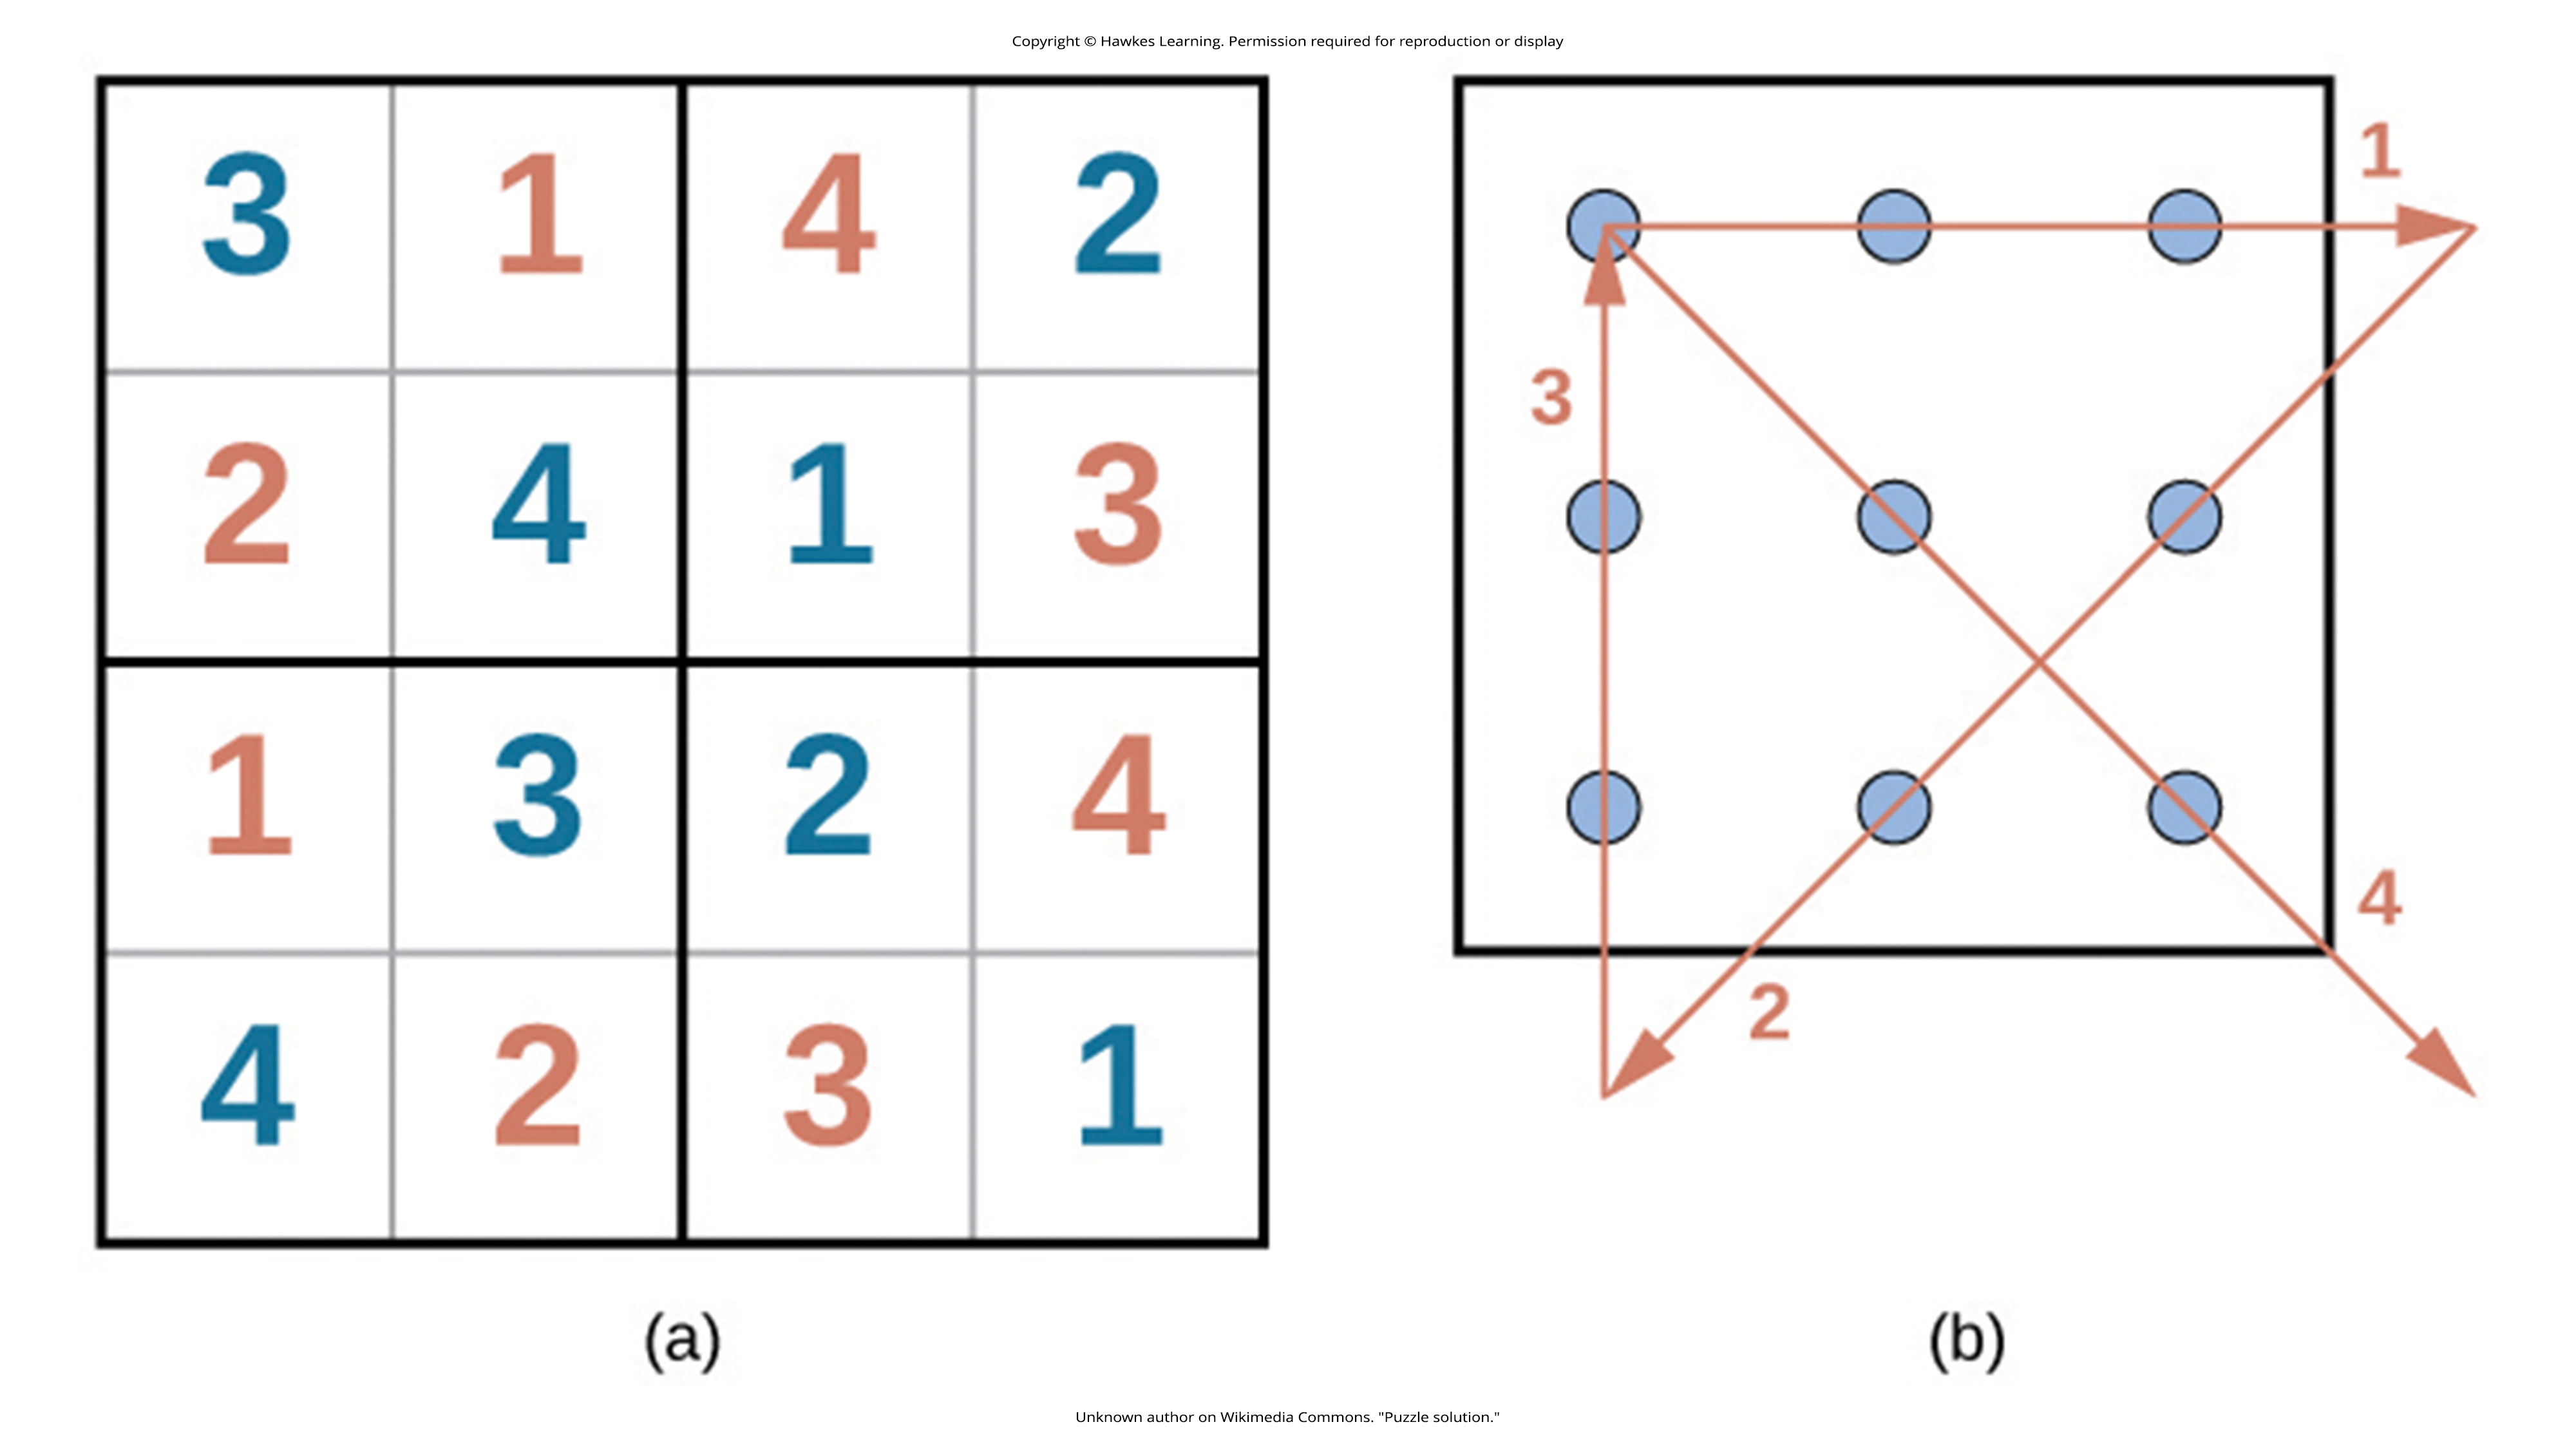 Copyright © Hawkes Learning. Permission required for reproduction or display
3 1 4 2
2 4 1 3
1 3 2 4
4 2 3 1
(a)
1
3
4
2
(b)
Unknown author on Wikimedia Commons. "Puzzle solution."